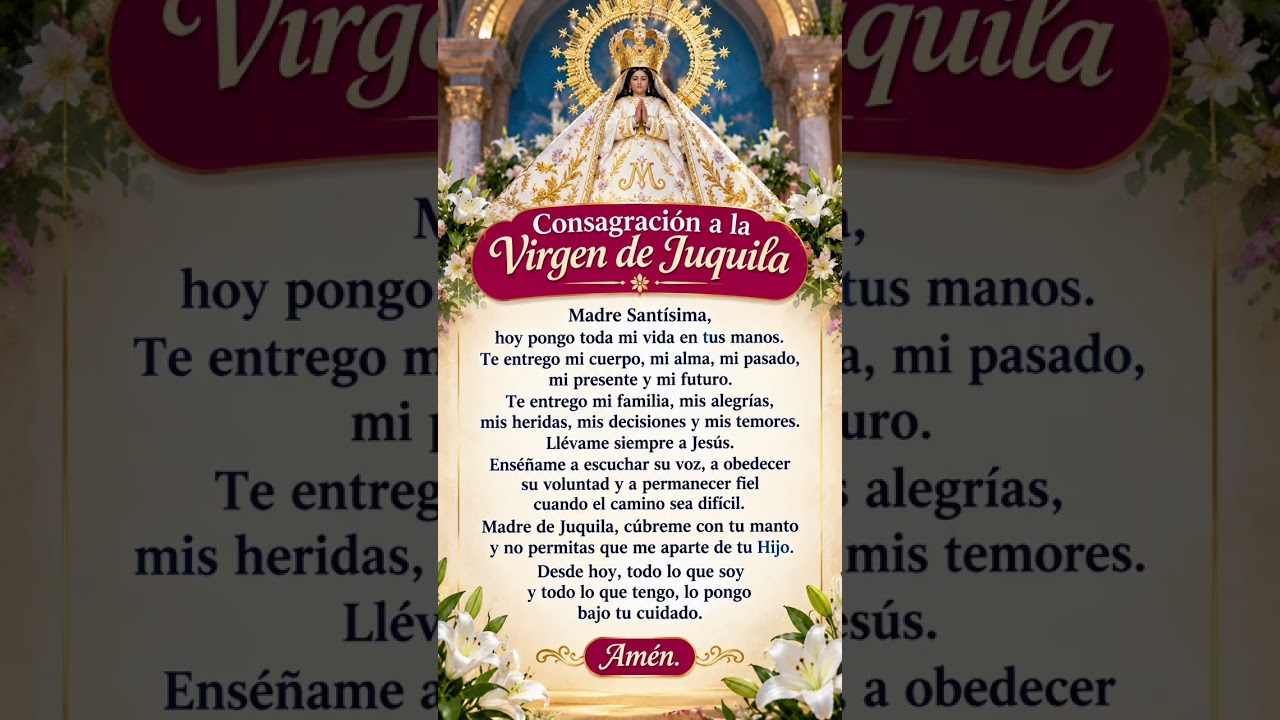 Consagración a la
Virgen de Juquila
Madre Santísima,
hoy pongo toda mi vida en tus manos.
Te entrego mi cuerpo, mi alma, mi pasado,
mi presente y mi futuro.
Te entrego mi familia, mis alegrías,
mis heridas, mis decisiones y mis temores.
Llévame siempre a Jesús.
Enséñame a escuchar su voz, a obedecer
su voluntad y a permanecer fiel
cuando el camino sea difícil.
Madre de Juquila, cúbreme con tu manto
y no permitas que me aparte de tu Hijo.
Desde hoy, todo lo que soy
y todo lo que tengo, lo pongo
bajo tu cuidado.
Amén.